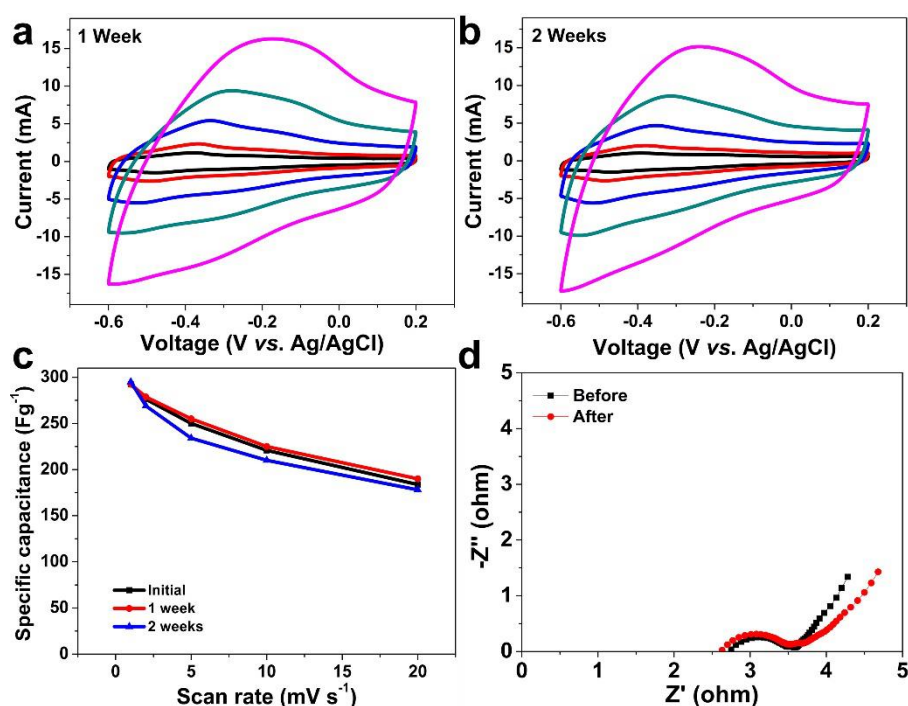 a
1 Week
15
10
5
0
-5
-10
-15
Current (mA)
-0.6 -0.4 -0.2 0.0 0.2
Voltage (V vs. Ag/AgCl)
b
2 Weeks
15
10
5
0
-5
-10
-15
Current (mA)
-0.6 -0.4 -0.2 0.0 0.2
Voltage (V vs. Ag/AgCl)
c
300
250
200
150
100
50
0
Specific capacitance (Fg⁻¹)
Initial
1 week
2 weeks
0 5 10 15 20
Scan rate (mV s⁻¹)
d
5
4
3
2
1
0
-Z'' (ohm)
Before
After
0 1 2 3 4 5
Z' (ohm)